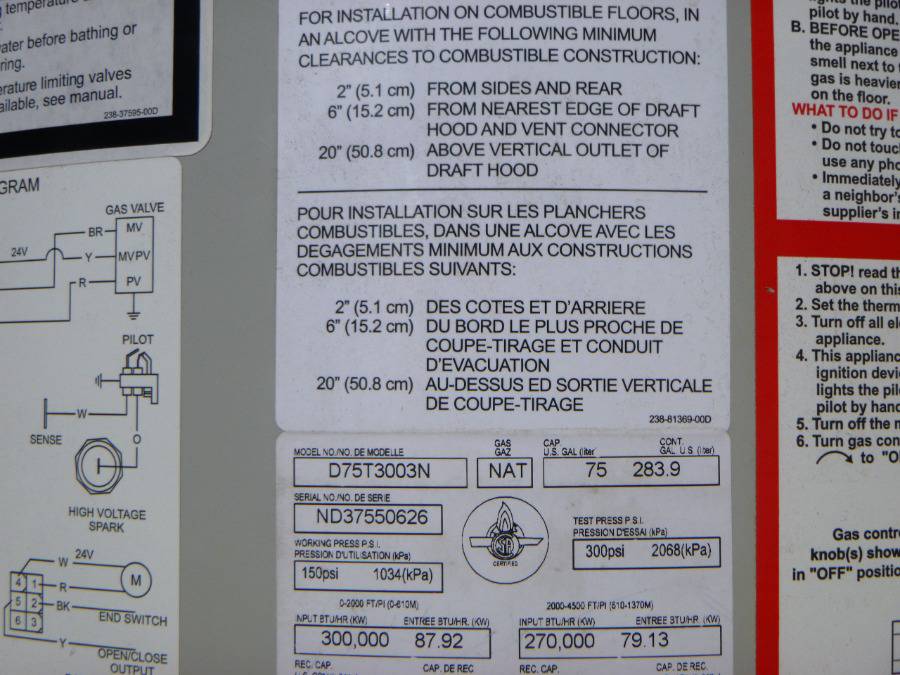 g temperature
ater before bathing or
ring.
erature limiting valves
ailable, see manual.
238-37595-00D
GRAM
GAS VALVE
BR
MV
24V
Y
MVPV
R
PV
PILOT
W
SENSE
O
HIGH VOLTAGE
SPARK
24V
W
4 1
R
M
5 2
BK
6 3
END SWITCH
Y
OPEN/CLOSE
OUTPUT
FOR INSTALLATION ON COMBUSTIBLE FLOORS, IN
AN ALCOVE WITH THE FOLLOWING MINIMUM
CLEARANCES TO COMBUSTIBLE CONSTRUCTION:
2" (5.1 cm) FROM SIDES AND REAR
6" (15.2 cm) FROM NEAREST EDGE OF DRAFT
HOOD AND VENT CONNECTOR
20" (50.8 cm) ABOVE VERTICAL OUTLET OF
DRAFT HOOD
POUR INSTALLATION SUR LES PLANCHERS
COMBUSTIBLES, DANS UNE ALCOVE AVEC LES
DEGAGEMENTS MINIMUM AUX CONSTRUCTIONS
COMBUSTIBLES SUIVANTS:
2" (5.1 cm) DES COTES ET D'ARRIERE
6" (15.2 cm) DU BORD LE PLUS PROCHE DE
COUPE-TIRAGE ET CONDUIT
D'EVACUATION
20" (50.8 cm) AU-DESSUS ED SORTIE VERTICALE
DE COUPE-TIRAGE
238-81369-00D
MODEL NO./NO. DE MODELLE
D75T3003N
GAS
GAZ
NAT
CAP. CONT.
U.S. GAL (liter) GAL U.S (liter)
75 283.9
SERIAL NO./NO. DE SERIE
ND37550626
CERTIFIED
TEST PRESS P.S.I.
PRESSION D'ESSAI (kPa)
300psi 2068(kPa)
WORKING PRESS P.S.I.
PRESSION D'UTILISATION (kPa)
150psi 1034(kPa)
0-2000 FT/PI (0-610M)
2000-4500 FT/PI (610-1370M)
INPUT BTU/HR. (KW) ENTREE BTU/HR. (KW)
300,000 87.92
INPUT BTU/HR. (KW) ENTREE BTU/HR. (KW)
270,000 79.13
REC. CAP. CAP. DE REC
REC. CAP. CAP. DE REC.
lights the pilo
pilot by hand.
B. BEFORE OPE
the appliance
smell next to
gas is heavier
on the floor.
WHAT TO DO IF
• Do not try to
• Do not touc
use any pho
• Immediately
a neighbor's
supplier's in
1. STOP! read th
above on this
2. Set the therm
3. Turn off all el
appliance.
4. This applianc
ignition devic
lights the pil
pilot by hand
5. Turn off the m
6. Turn gas con
to "O
Gas contr
knob(s) show
in "OFF" positio